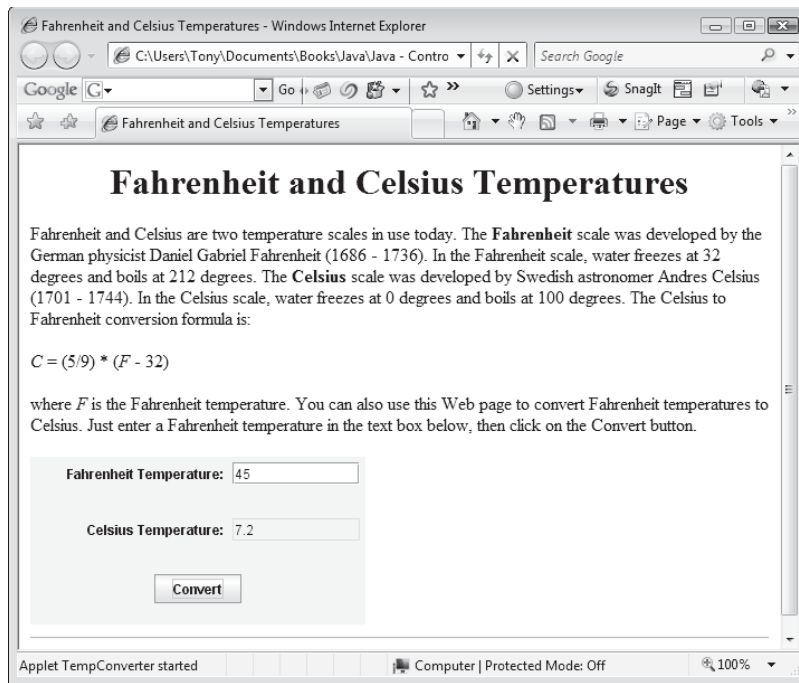 Fahrenheit and Celsius Temperatures - Windows Internet Explorer
C:\Users\Tony\Documents\Books\Java\Java - Contro
Search Google
Google G
Go
Settings
SnagIt
Fahrenheit and Celsius Temperatures
Page
Tools
Fahrenheit and Celsius Temperatures
Fahrenheit and Celsius are two temperature scales in use today. The Fahrenheit scale was developed by the
German physicist Daniel Gabriel Fahrenheit (1686 - 1736). In the Fahrenheit scale, water freezes at 32
degrees and boils at 212 degrees. The Celsius scale was developed by Swedish astronomer Andres Celsius
(1701 - 1744). In the Celsius scale, water freezes at 0 degrees and boils at 100 degrees. The Celsius to
Fahrenheit conversion formula is:
C = (5/9) * (F - 32)
where F is the Fahrenheit temperature. You can also use this Web page to convert Fahrenheit temperatures to
Celsius. Just enter a Fahrenheit temperature in the text box below, then click on the Convert button.
Fahrenheit Temperature: 45
Celsius Temperature: 7.2
Convert
Applet TempConverter started
Computer | Protected Mode: Off
100%